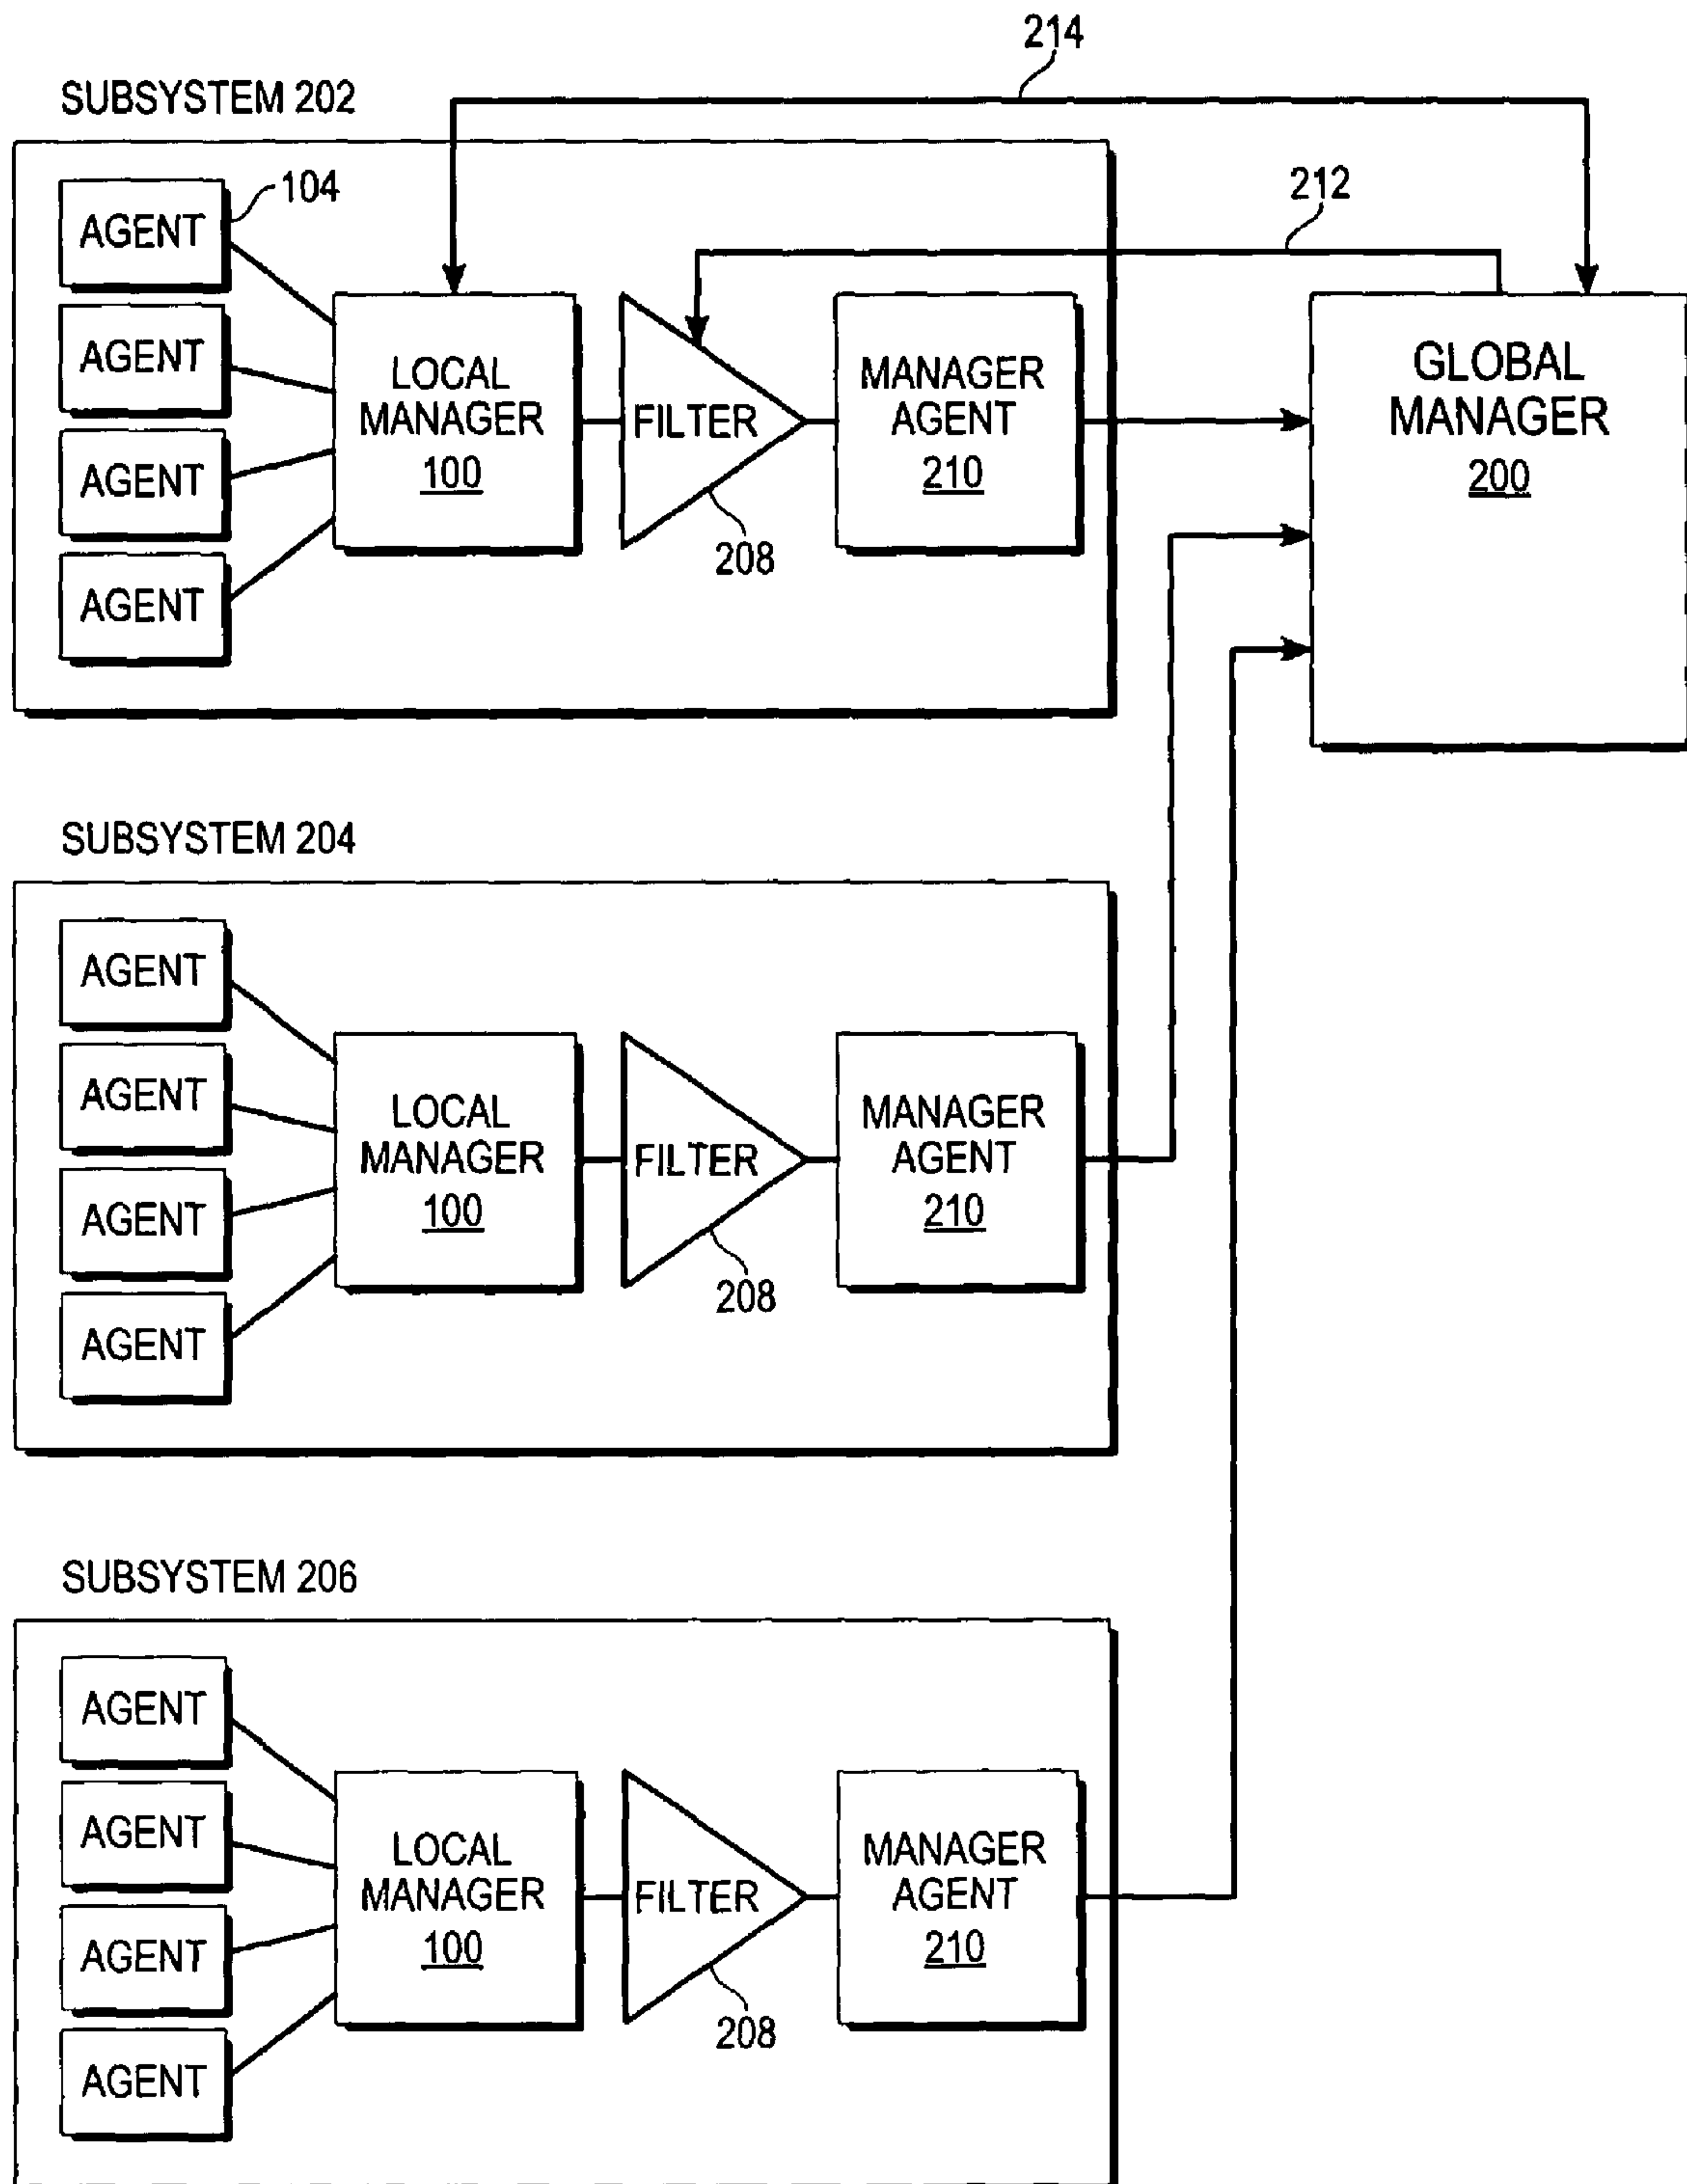 214
SUBSYSTEM 202
104
212
AGENT
AGENT
AGENT
AGENT
LOCAL
MANAGER
100
FILTER
208
MANAGER
AGENT
210
GLOBAL
MANAGER
200
SUBSYSTEM 204
AGENT
AGENT
AGENT
AGENT
LOCAL
MANAGER
100
FILTER
208
MANAGER
AGENT
210
SUBSYSTEM 206
AGENT
AGENT
AGENT
AGENT
LOCAL
MANAGER
100
FILTER
208
MANAGER
AGENT
210